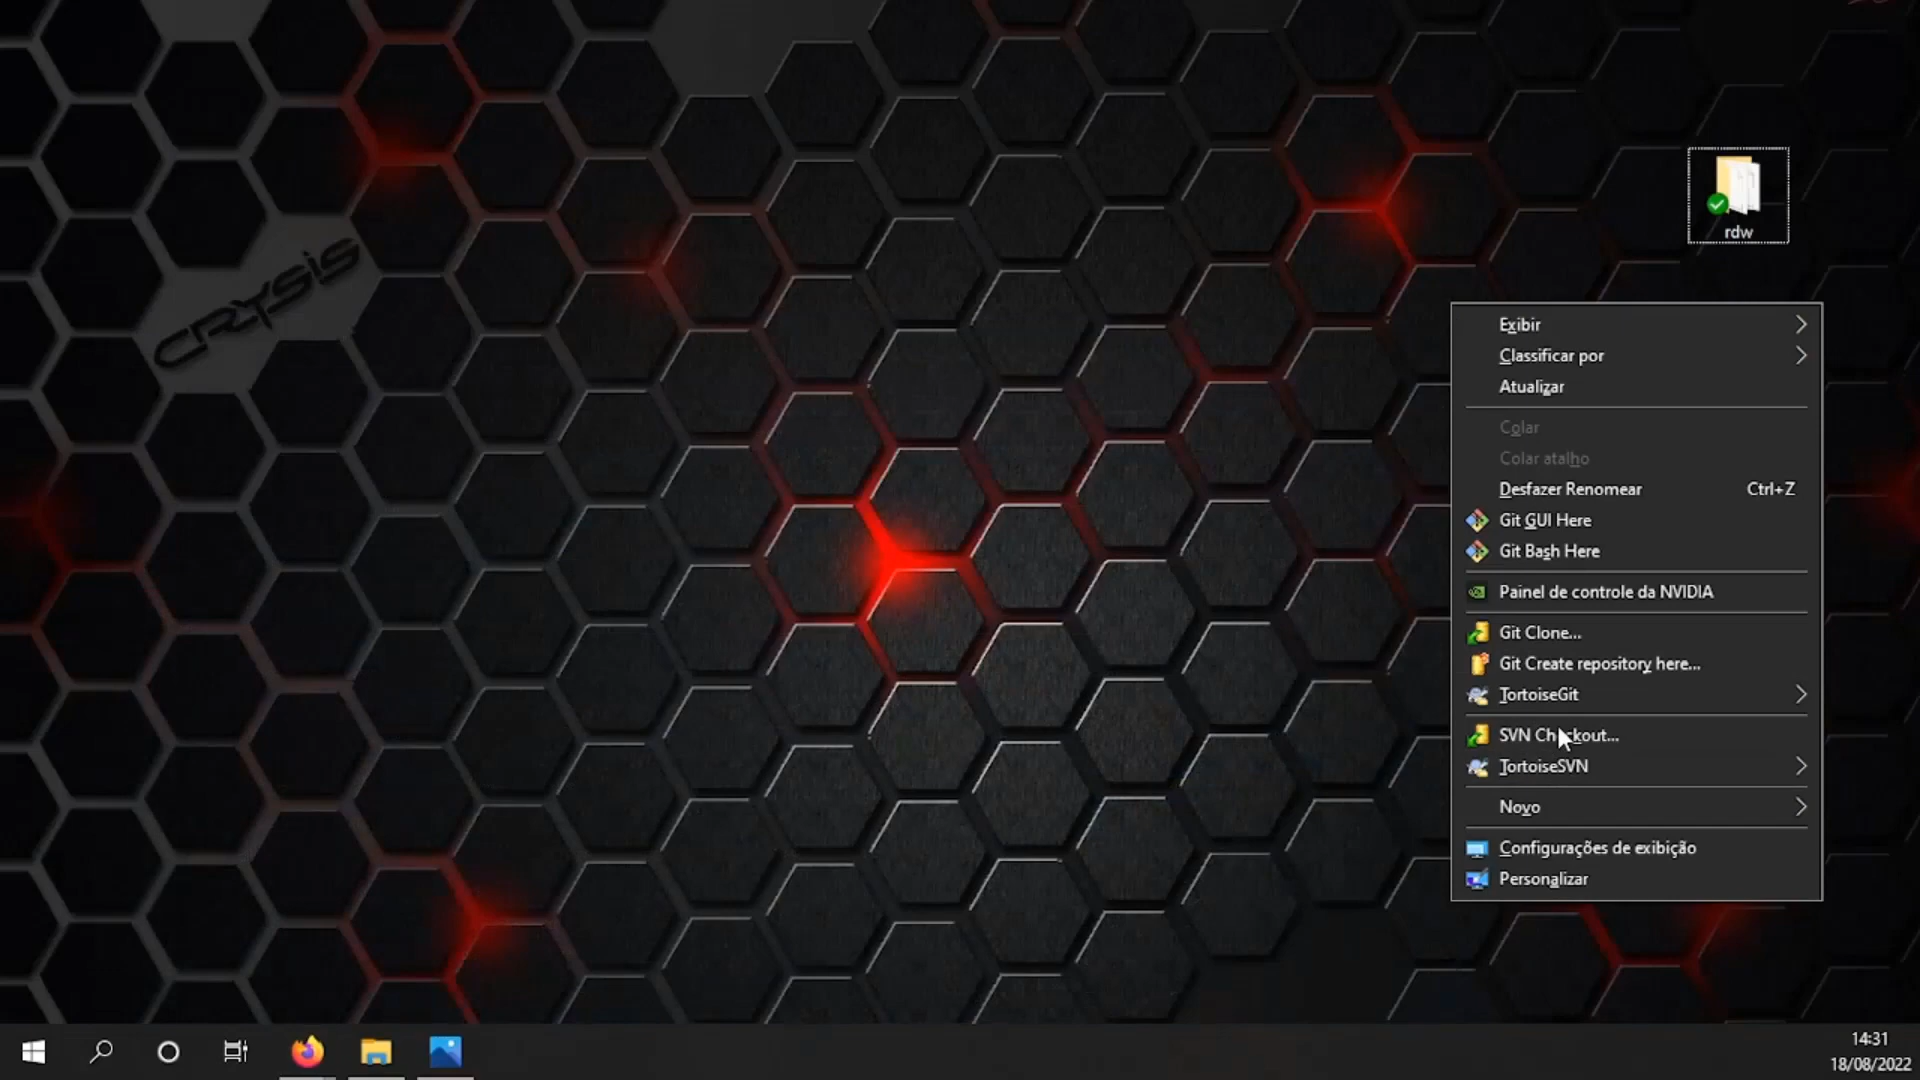 CRYSIS
rdw
Exibir
Classificar por
Atualizar
Colar
Colar atalho
Desfazer Renomear Ctrl+Z
Git GUI Here
Git Bash Here
Painel de controle da NVIDIA
Git Clone...
Git Create repository here...
TortoiseGit
SVN Checkout...
TortoiseSVN
Novo
Configurações de exibição
Personalizar
14:31
18/08/2022